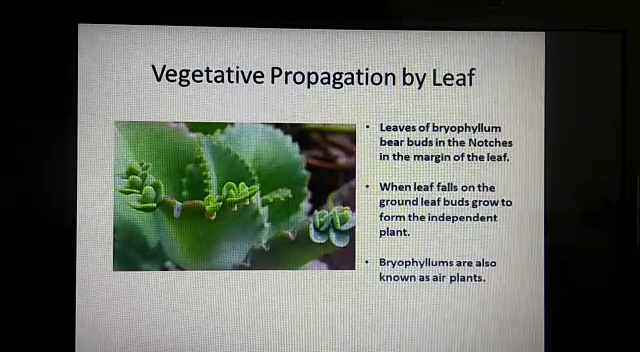 Vegetative Propagation by Leaf
• Leaves of bryophyllum
bear buds in the Notches
in the margin of the leaf.
• When leaf falls on the
ground leaf buds grow to
form the independent
plant.
• Bryophyllums are also
known as air plants.